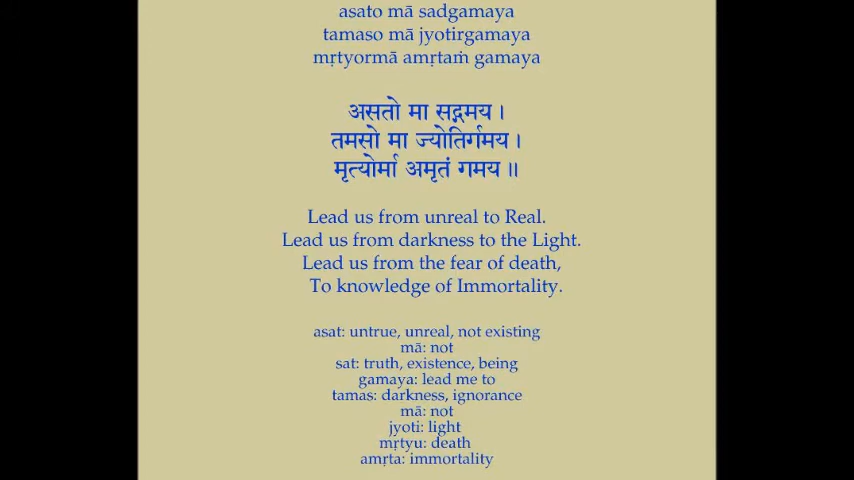 asato mā sadgamaya
tamaso mā jyotirgamaya
mṛtyormā amṛtaṁ gamaya
असतो मा सद्गमय ।
तमसो मा ज्योतिर्गमय ।
मृत्योर्मा अमृतं गमय ॥
Lead us from unreal to Real.
Lead us from darkness to the Light.
Lead us from the fear of death,
To knowledge of Immortality.
asat: untrue, unreal, not existing
mā: not
sat: truth, existence, being
gamaya: lead me to
tamas: darkness, ignorance
mā: not
jyoti: light
mṛtyu: death
amṛta: immortality